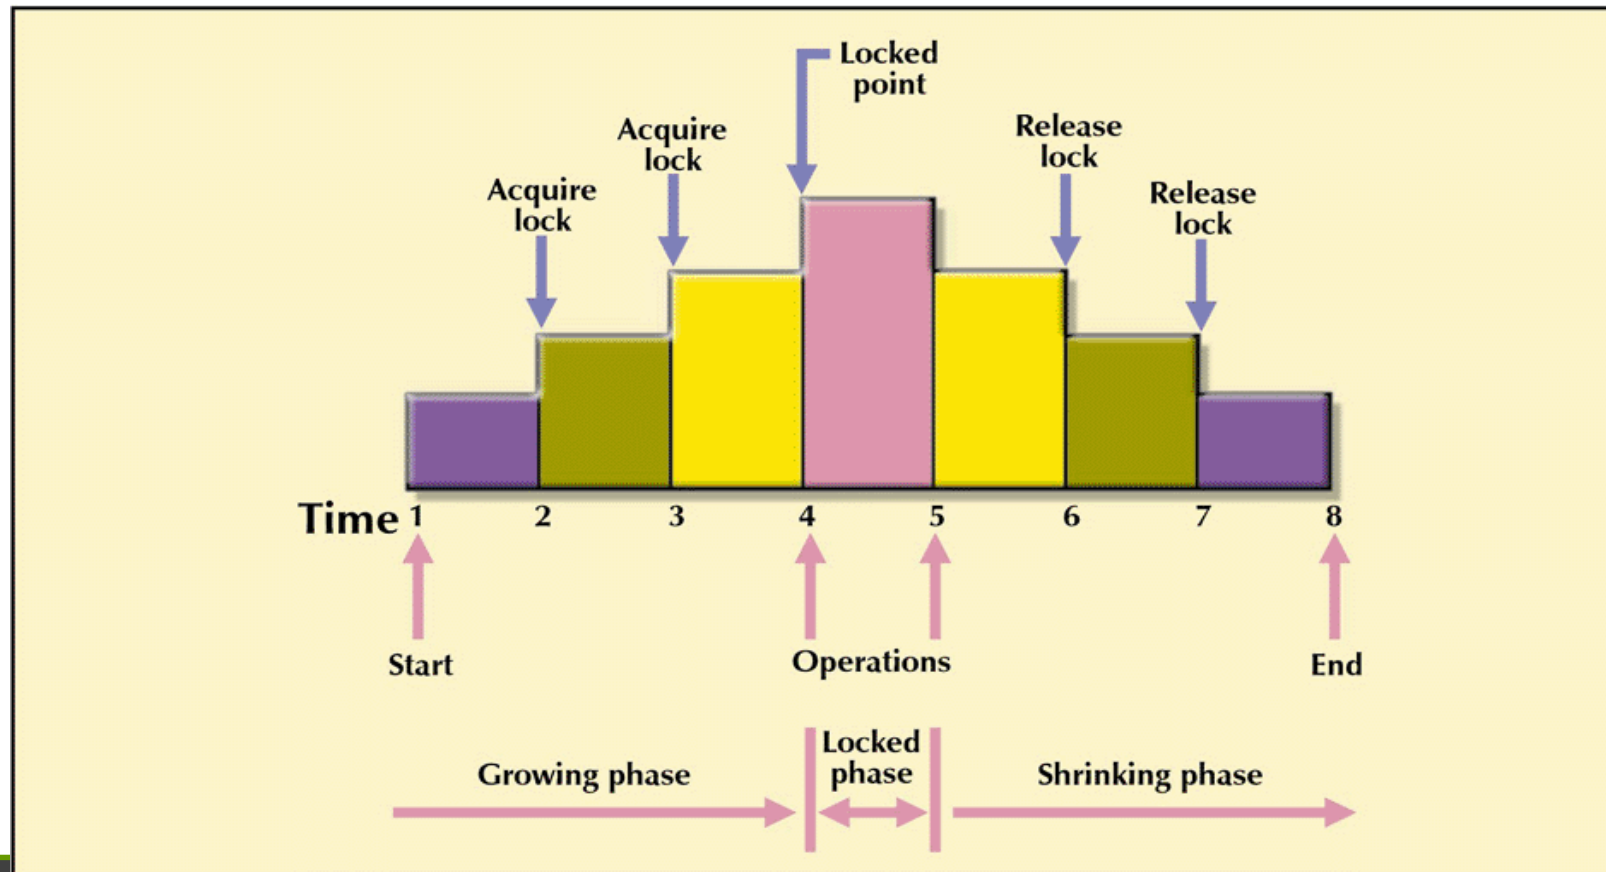 Locked
point
Acquire
lock
Release
lock
Acquire
lock
Release
lock
Time 1 2 3 4 5 6 7 8
Start
Operations
End
Growing phase
Locked
phase
Shrinking phase